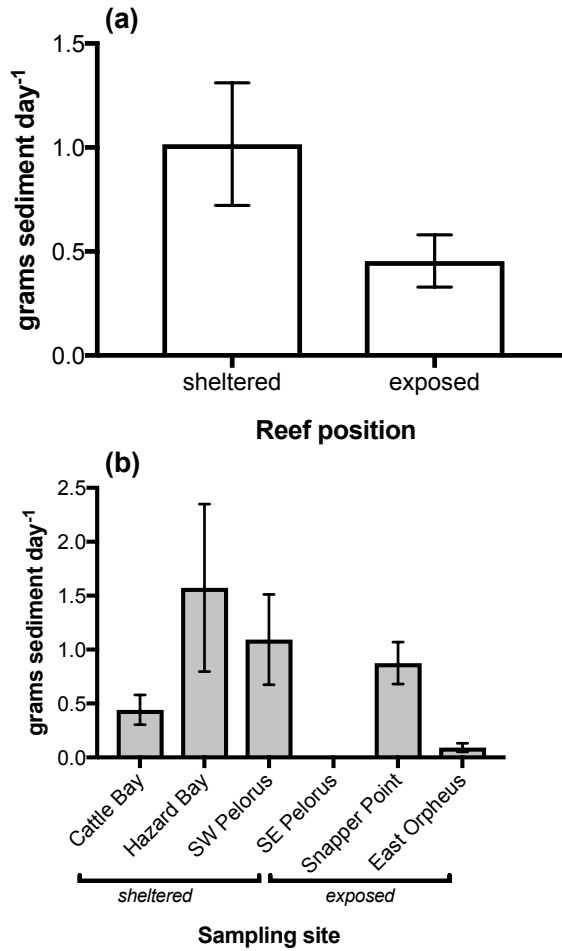 (a)
grams sediment day-1
1.5
1.0
0.5
0.0
sheltered
exposed
Reef position
(b)
grams sediment day-1
2.5
2.0
1.5
1.0
0.5
0.0
Cattle Bay
Hazard Bay
SW Pelorus
SE Pelorus
Snapper Point
East Orpheus
sheltered
exposed
Sampling site